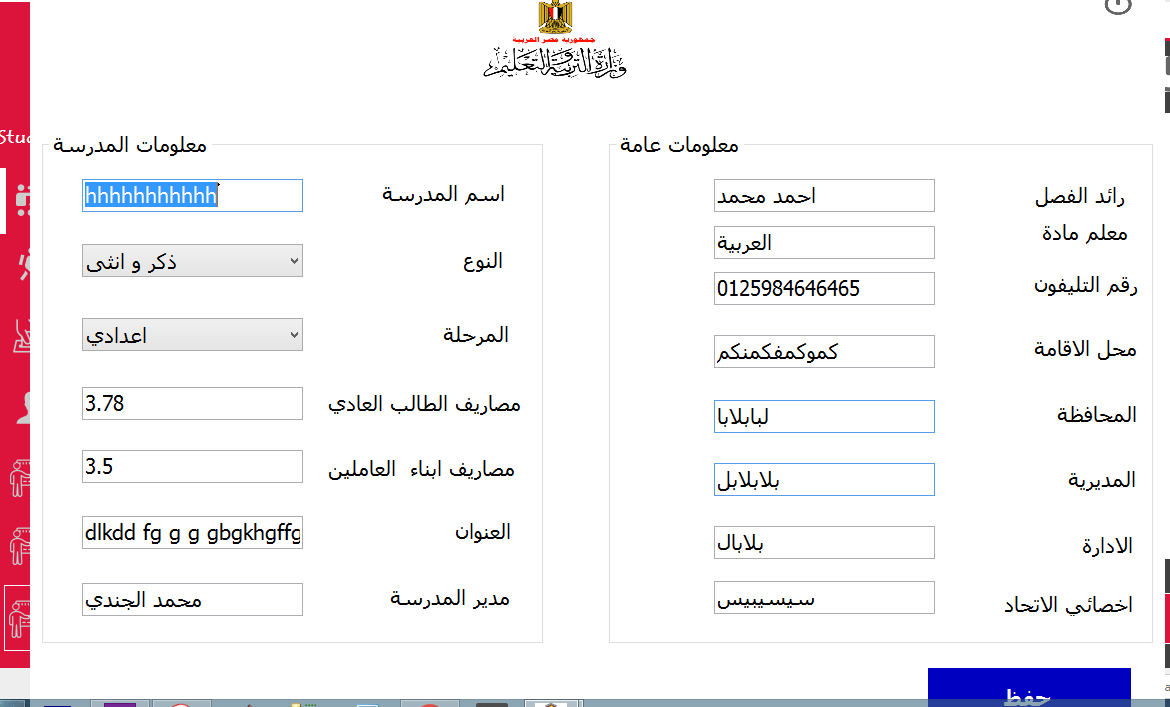 جمهورية مصر العربية
وزارة التربية والتعليم
Stud
معلومات عامة
رائد الفصل
احمد محمد
معلم مادة
العربية
رقم التليفون
0125984646465
محل الاقامة
كموكمفكمنكم
المحافظة
لبابلابا
المديرية
بلابلابل
الادارة
بلابال
اخصائي الاتحاد
سيسيبيس
معلومات المدرسة
اسم المدرسة
hhhhhhhhhhh
النوع
ذكر و انثى
المرحلة
اعدادي
مصاريف الطالب العادي
3.78
مصاريف ابناء العاملين
3.5
العنوان
dlkdd fg g g gbgkhgffg
مدير المدرسة
محمد الجندي
حفظ